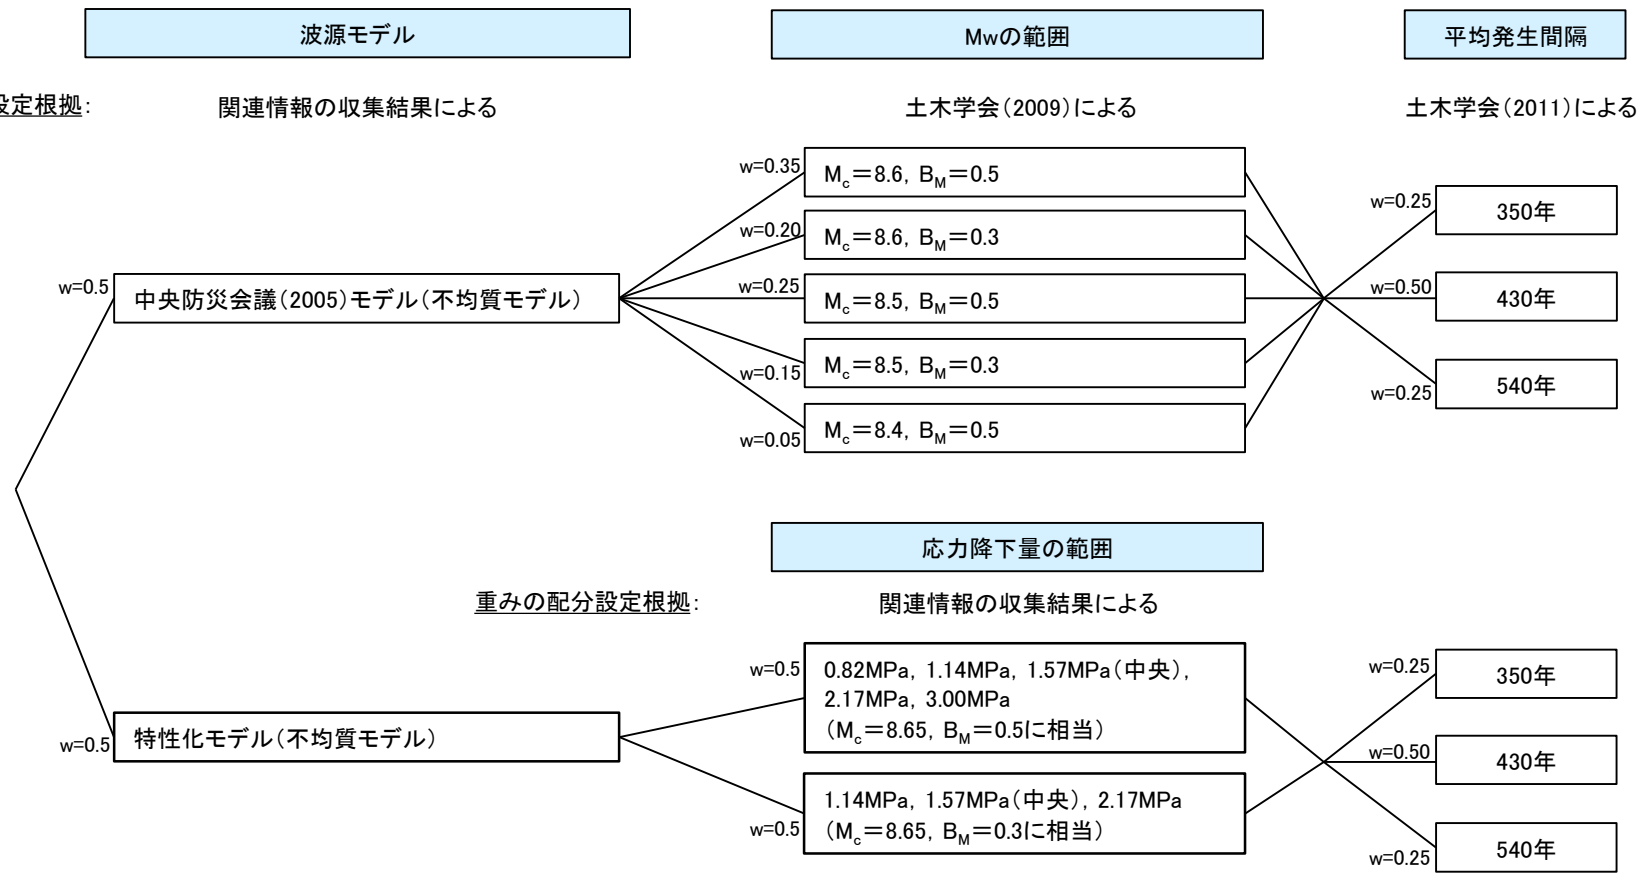 波源モデル
Mwの範囲
平均発生間隔
設定根拠:
関連情報の収集結果による
土木学会(2009)による
土木学会(2011)による
w=0.5
中央防災会議(2005)モデル(不均質モデル)
w=0.35
Mc=8.6, BM=0.5
w=0.20
Mc=8.6, BM=0.3
w=0.25
Mc=8.5, BM=0.5
w=0.15
Mc=8.5, BM=0.3
w=0.05
Mc=8.4, BM=0.5
w=0.25
350年
w=0.50
430年
w=0.25
540年
応力降下量の範囲
重みの配分設定根拠:
関連情報の収集結果による
w=0.5
特性化モデル(不均質モデル)
w=0.5
0.82MPa, 1.14MPa, 1.57MPa(中央),
2.17MPa, 3.00MPa
(Mc=8.65, BM=0.5に相当)
w=0.5
1.14MPa, 1.57MPa(中央), 2.17MPa
(Mc=8.65, BM=0.3に相当)
w=0.25
350年
w=0.50
430年
w=0.25
540年